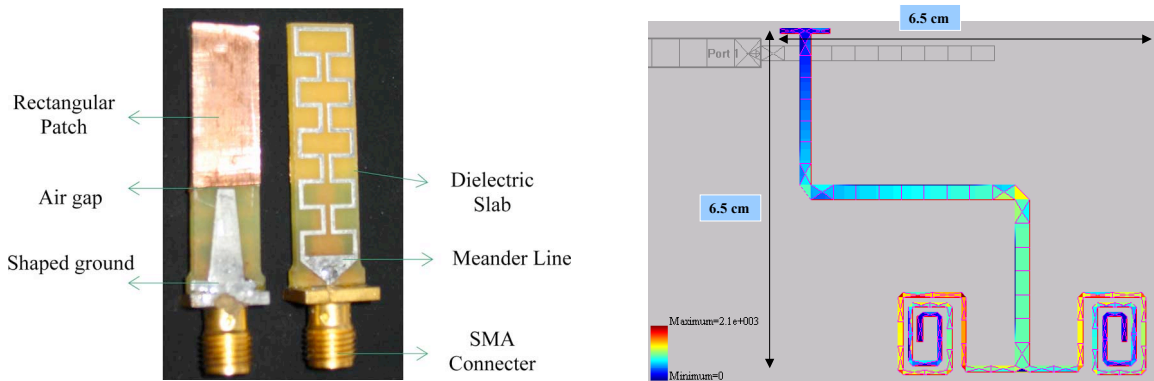 Rectangular
Patch
Air gap
Shaped ground
Dielectric
Slab
Meander Line
SMA
Connecter
6.5 cm
Port 1
6.5 cm
Maximum=2.1e+003
Minimum=0